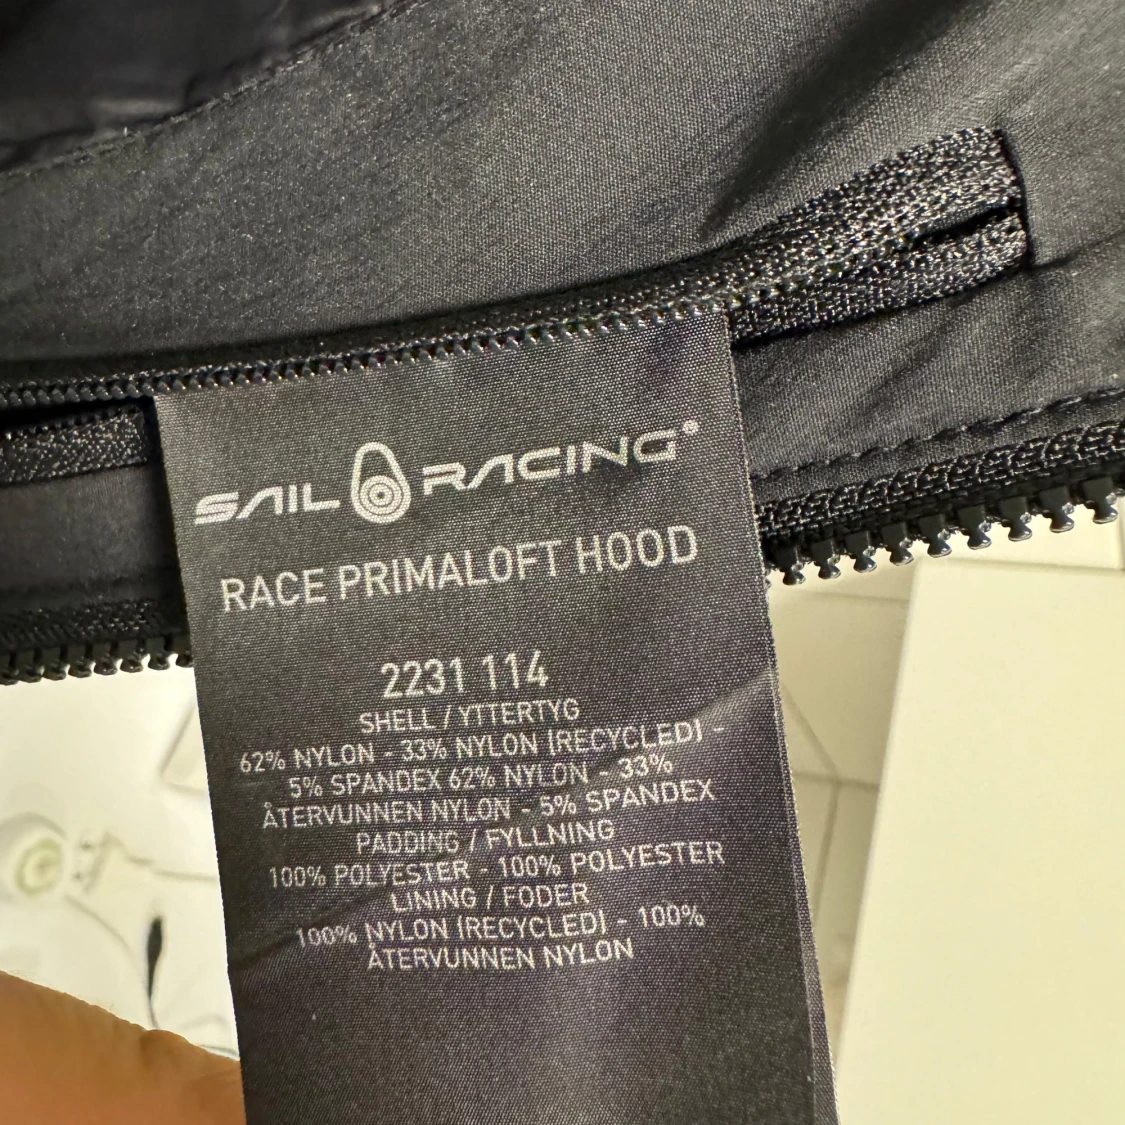 SAIL RACING®
RACE PRIMALOFT HOOD
2231 114
SHELL / YTTERTYG
62% NYLON - 33% NYLON (RECYCLED) -
5% SPANDEX 62% NYLON - 33%
ÅTERVUNNEN NYLON - 5% SPANDEX
PADDING / FYLLNING
100% POLYESTER - 100% POLYESTER
LINING / FODER
100% NYLON (RECYCLED) - 100%
ÅTERVUNNEN NYLON